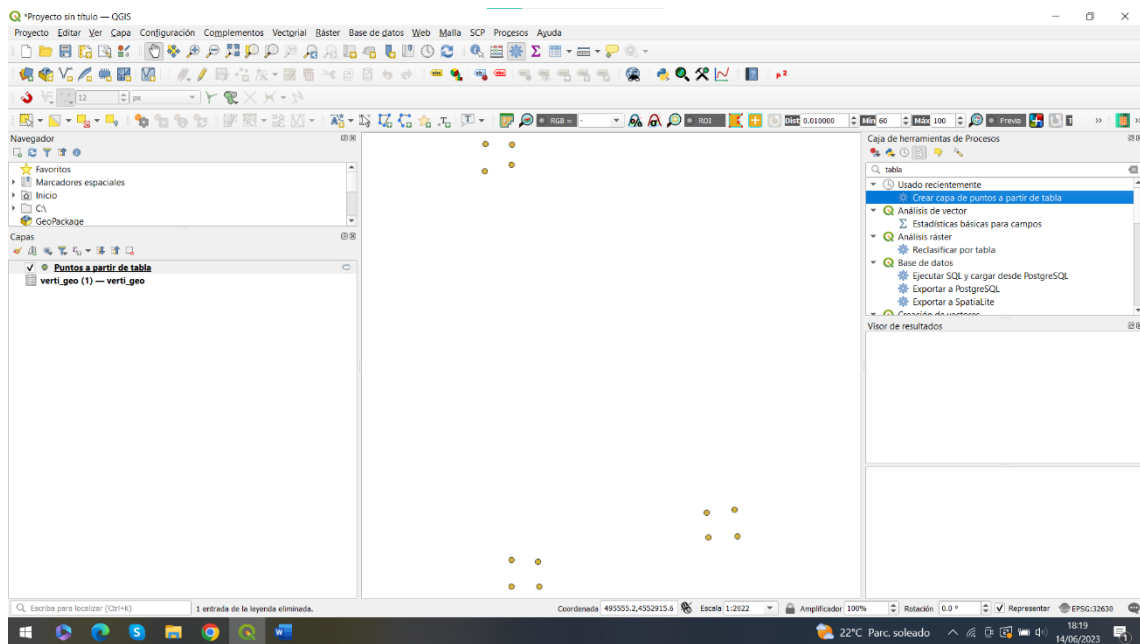 *Proyecto sin título — QGIS
Proyecto Editar Ver Capa Configuración Complementos Vectorial Ráster Base de datos Web Malla SCP Procesos Ayuda
12 px
RGB = - ROI Dist 0.010000 Mín 60 Máx 100 Previa
Navegador
Favoritos
Marcadores espaciales
Inicio
C:\
GeoPackage
Capas
Puntos a partir de tabla
verti_geo (1) — verti_geo
Caja de herramientas de Procesos
tabla
Usado recientemente
Crear capa de puntos a partir de tabla
Análisis de vector
Estadísticas básicas para campos
Análisis ráster
Reclasificar por tabla
Base de datos
Ejecutar SQL y cargar desde PostgreSQL
Exportar a PostgreSQL
Exportar a SpatiaLite
Creación de vectores
Visor de resultados
Escriba para localizar (Ctrl+K) 1 entrada de la leyenda eliminada. Coordenada 495555.2,4552915.6 Escala 1:2022 Amplificador 100% Rotación 0.0 ° Representar EPSG:32630
22°C Parc. soleado 18:19
14/06/2023